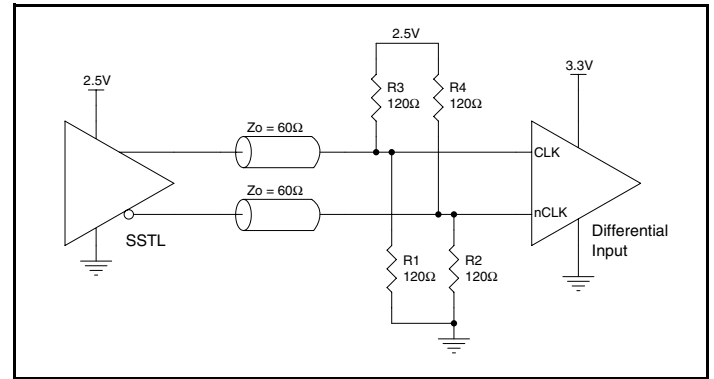 2.5V
3.3V
2.5V
R3
120Ω
R4
120Ω
Zo = 60Ω
CLK
Zo = 60Ω
nCLK
SSTL
Differential
Input
R1
120Ω
R2
120Ω